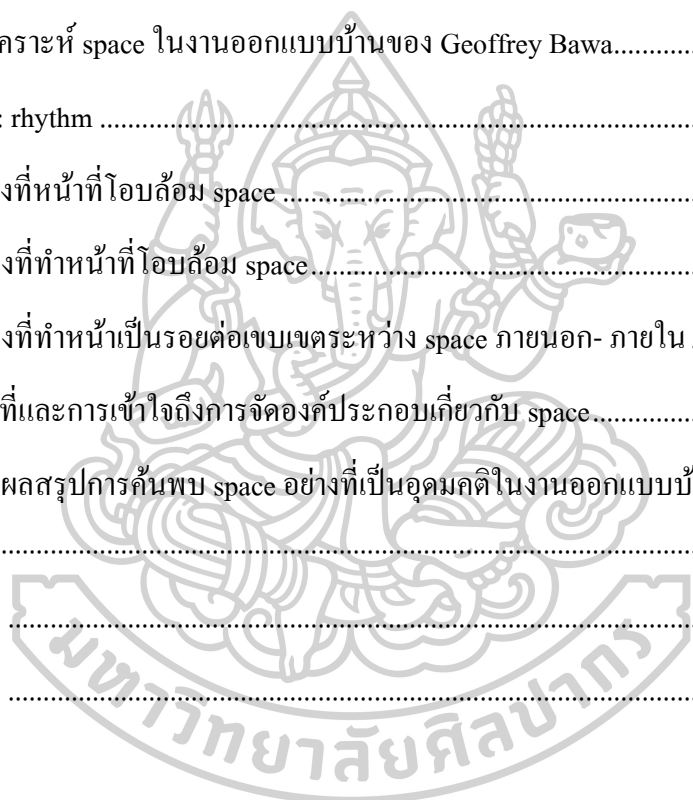 คราะห์ space ในงานออกแบบบ้านของ Geoffrey Bawa............
: rhythm ............................................................................
งที่หน้าที่โอบล้อม space ....................................................
งที่ทำหน้าที่โอบล้อม space................................................
งที่ทำหน้าเป็นรอยต่อเขบเขตระหว่าง space ภายนอก- ภายใน .
ที่และการเข้าใจถึงการจัดองค์ประกอบเกี่ยวกับ space...............
ผลสรุปการค้นพบ space อย่างที่เป็นอุดมคติในงานออกแบบบ้
............................................................................................
............................................................................................
............................................................................................
มหาวิทยาลัยศิลปากร